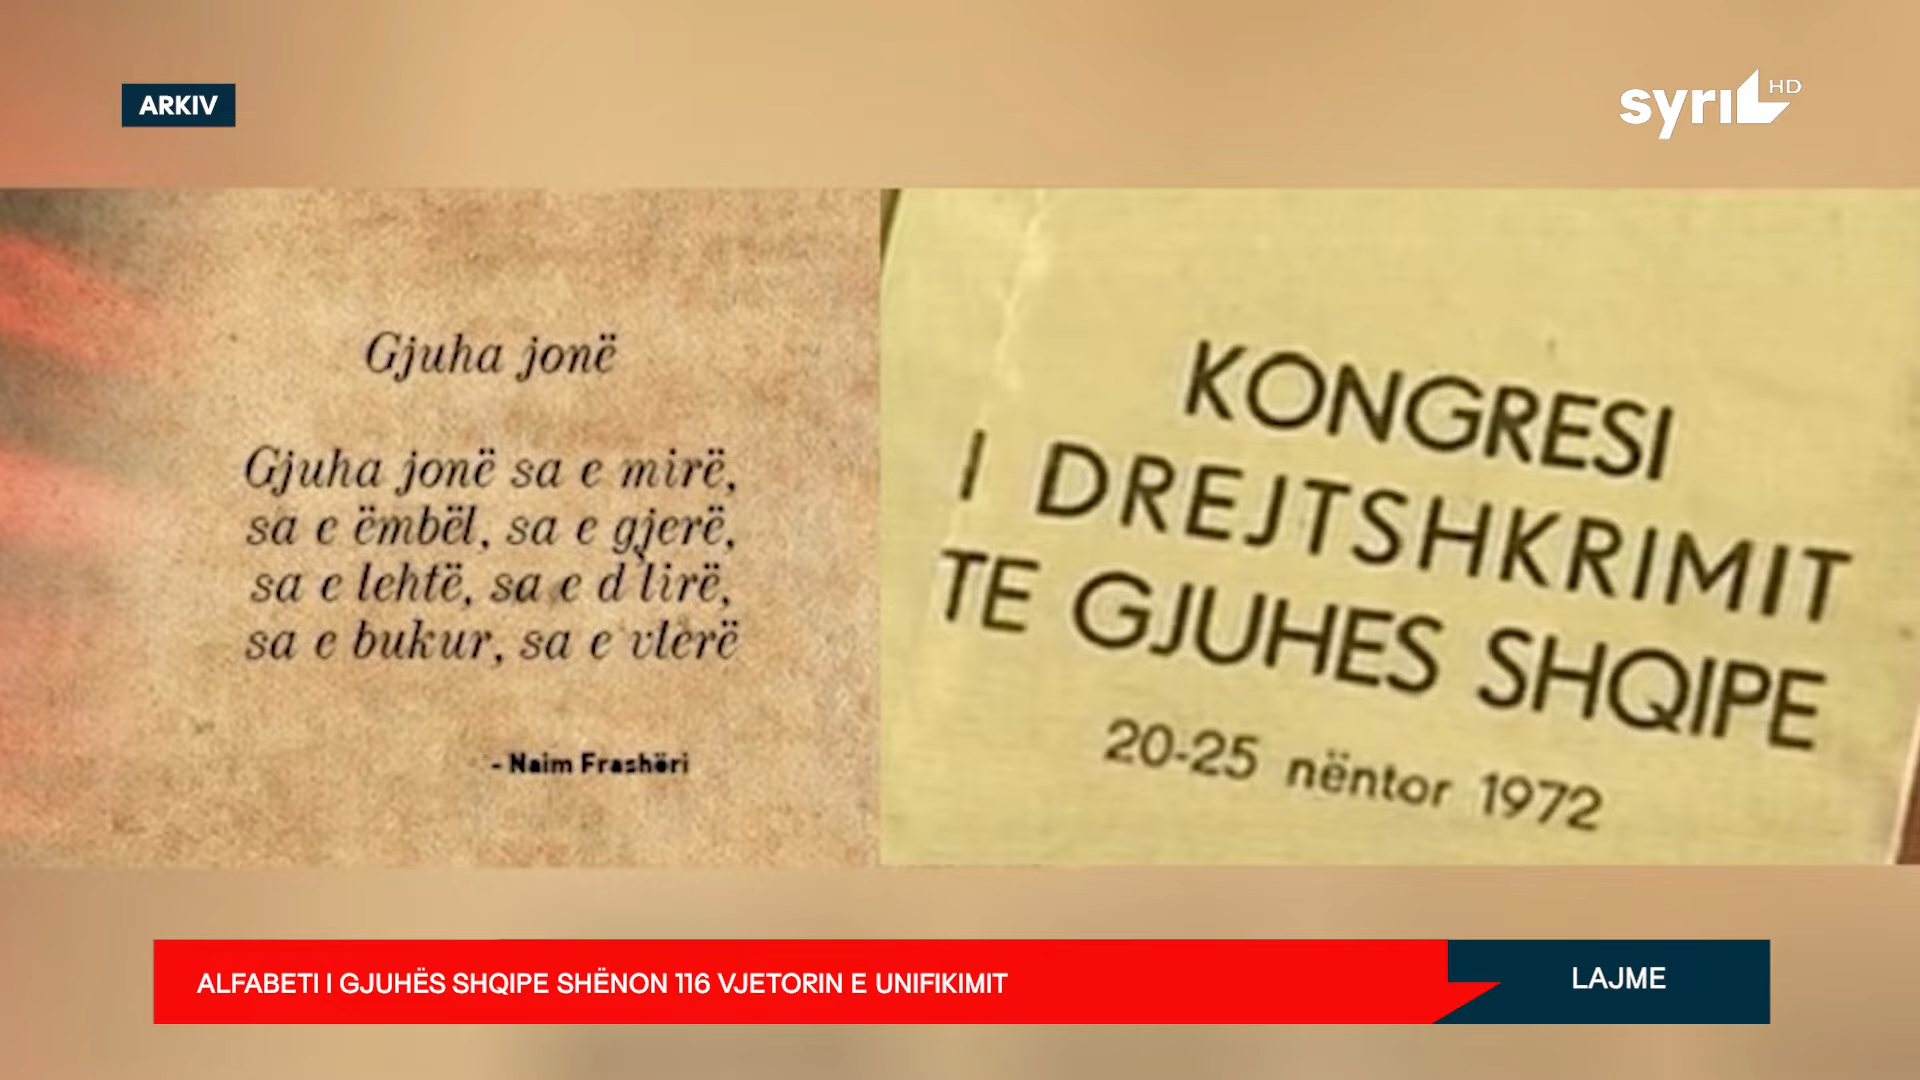 ARKIV
syri HD
Gjuha jonë
Gjuha jonë sa e mirë,
sa e ëmbël, sa e gjerë,
sa e lehtë, sa e d'lirë,
sa e bukur, sa e vlerë
- Naim Frashëri
KONGRESI
I DREJTSHKRIMIT
TE GJUHES SHQIPE
20-25 nëntor 1972
ALFABETI I GJUHËS SHQIPE SHËNON 116 VJETORIN E UNIFIKIMIT
LAJME